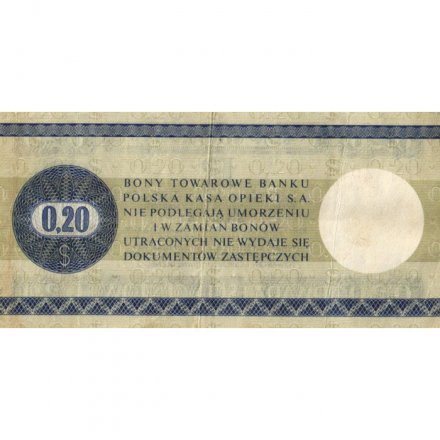 BONY TOWAROWE BANKU
POLSKA KASA OPIEKI S.A.
NIE PODLEGAJĄ UMORZENIU
I W ZAMIAN BONÓW
UTRACONYCH NIE WYDAJE SIĘ
DOKUMENTÓW ZASTĘPCZYCH
0,20
$